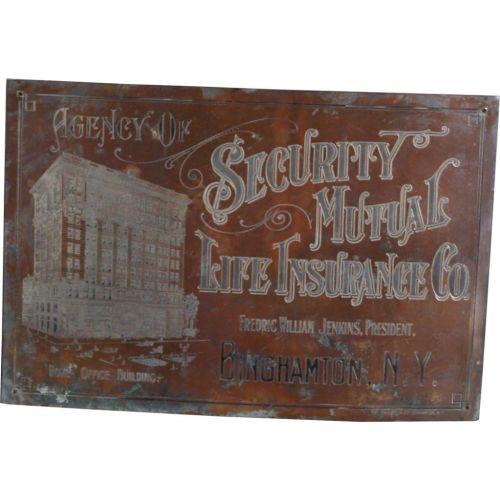 AGENCY OF
SECURITY
MUTUAL
LIFE INSURANCE CO.
FREDRIC WILLIAM JENKINS, PRESIDENT.
OFFICE BUILDING.
BINGHAMTON, N.Y.